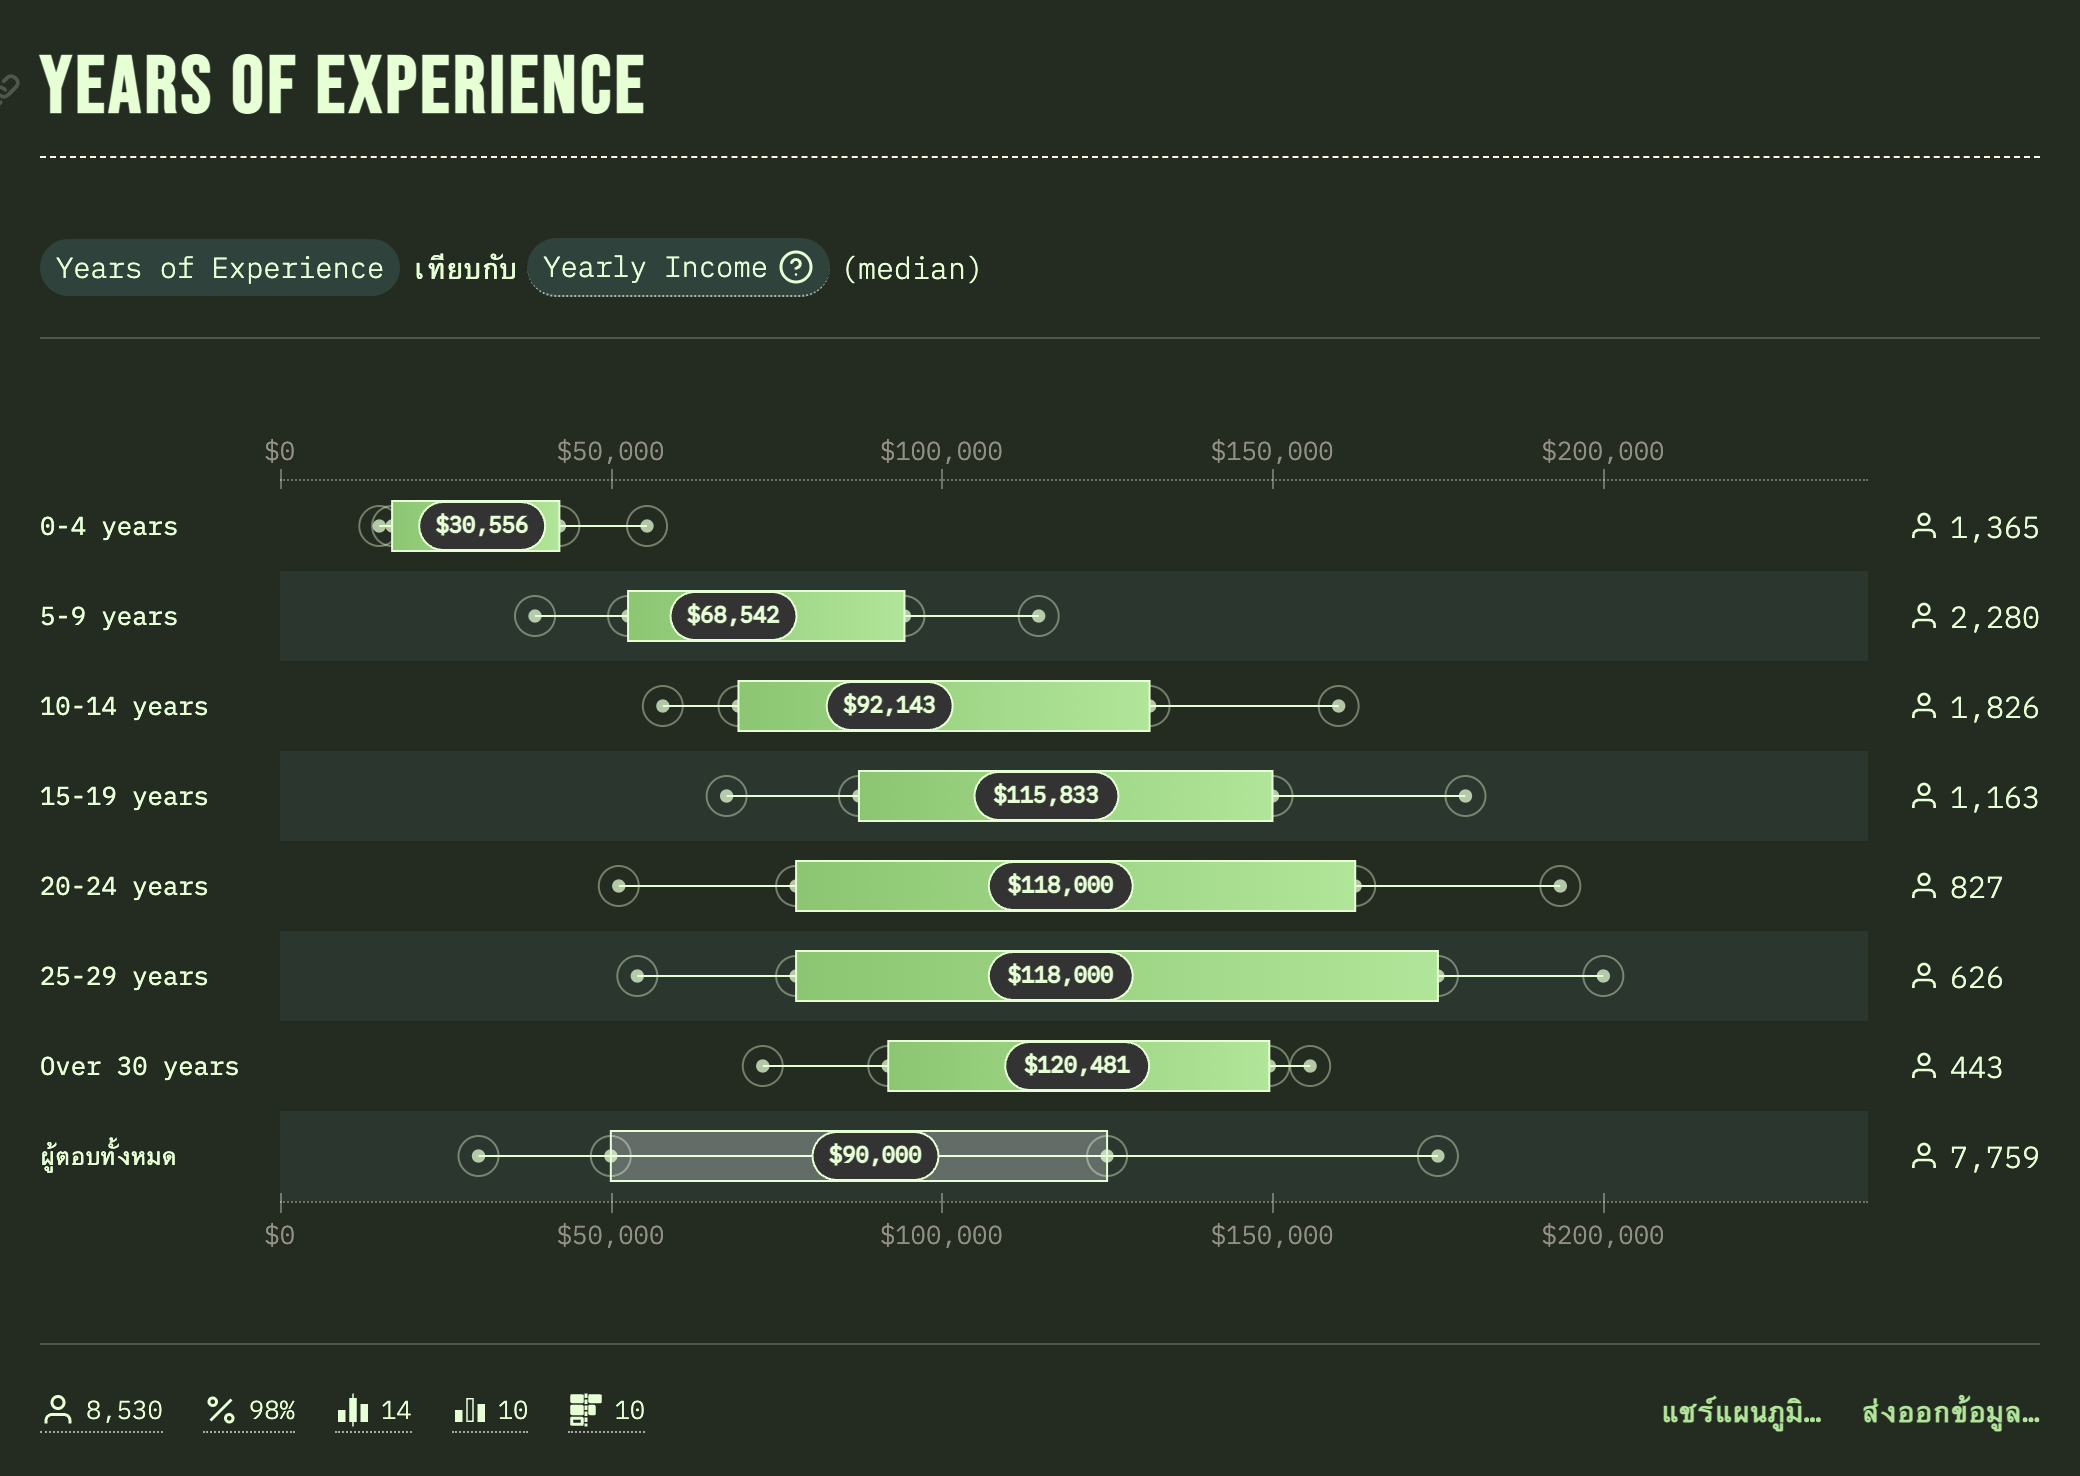 YEARS OF EXPERIENCE
Years of Experience เทียบกับ Yearly Income ? (median)
$0 $50,000 $100,000 $150,000 $200,000
0-4 years $30,556 1,365
5-9 years $68,542 2,280
10-14 years $92,143 1,826
15-19 years $115,833 1,163
20-24 years $118,000 827
25-29 years $118,000 626
Over 30 years $120,481 443
ผู้ตอบทั้งหมด $90,000 7,759
$0 $50,000 $100,000 $150,000 $200,000
8,530 98% 14 10 10 แชร์แผนภูมิ… ส่งออกข้อมูล…